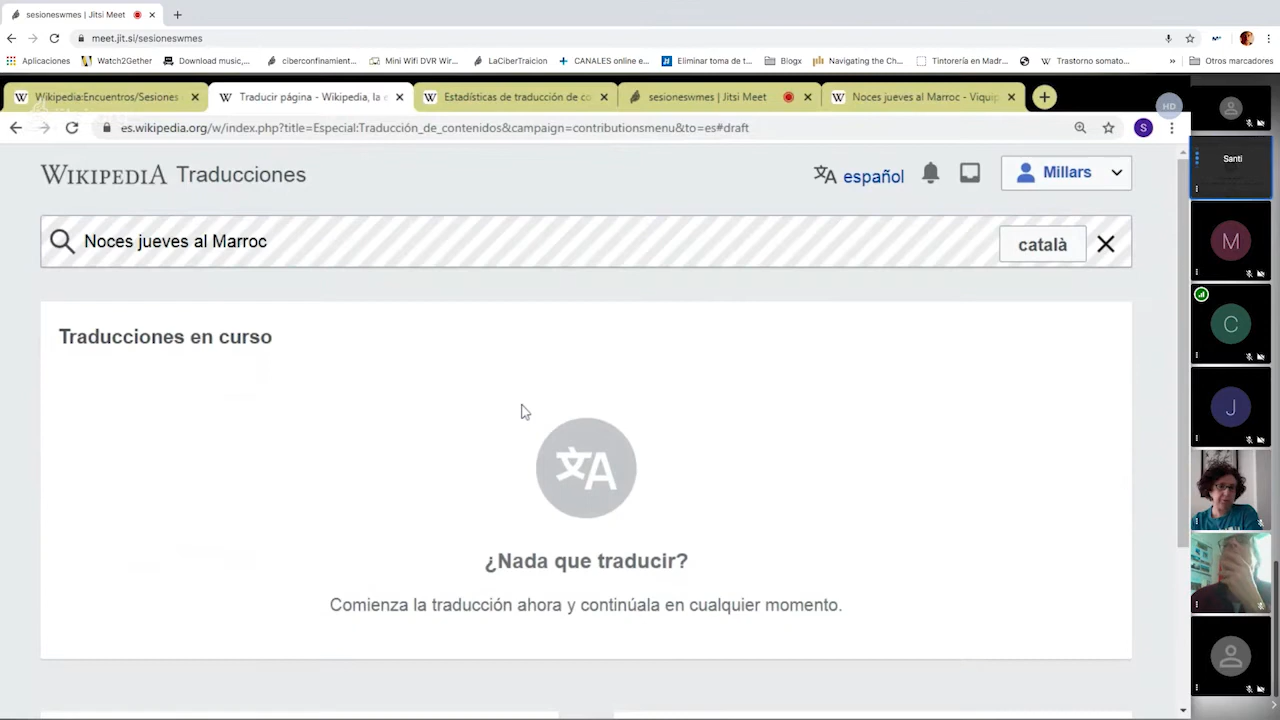 sesioneswmes | Jitsi Meet
meet.jit.si/sesioneswmes
Aplicaciones
Watch2Gether
Download music,...
ciberconfinamient...
Mini Wifi DVR Wir...
LaCiberTraicion
CANALES online e...
Eliminar toma de t...
Blogx
Navigating the Ch...
Tintorería en Madr...
Trastorno somato...
»
Otros marcadores
Wikipedia:Encuentros/Sesiones
Traducir página - Wikipedia, la e
Estadísticas de traducción de co
sesioneswmes | Jitsi Meet
Noces jueves al Marroc - Viquip
HD
es.wikipedia.org/w/index.php?title=Especial:Traducción_de_contenidos&campaign=contributionsmenu&to=es#draft
S
WIKIPEDIA Traducciones
español
Millars
Noces jueves al Marroc
català
Traducciones en curso
文A
¿Nada que traducir?
Comienza la traducción ahora y continúala en cualquier momento.
Santi
M
C
J